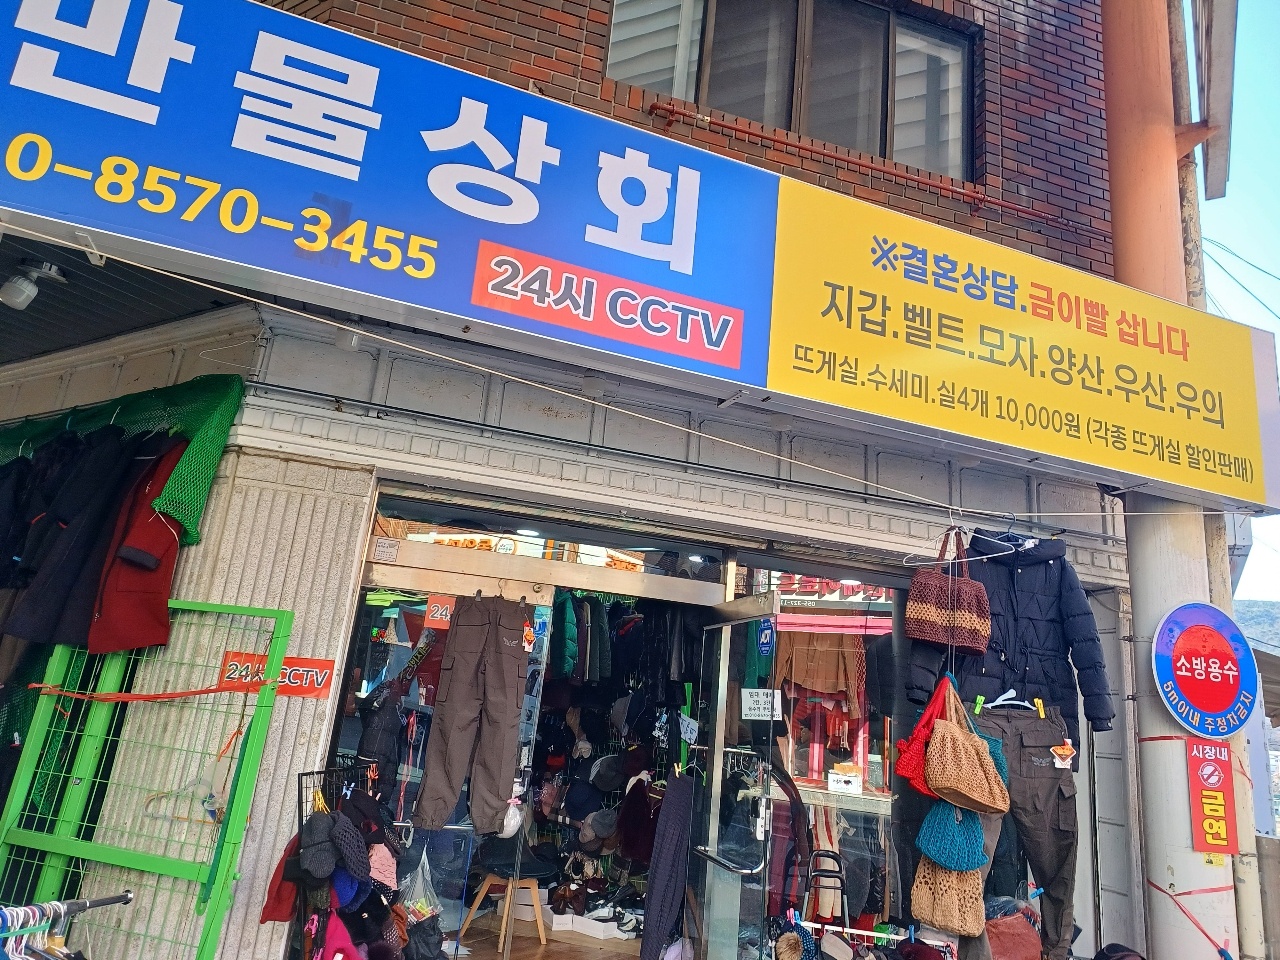 만물상회
0-8570-3455
24시 CCTV
※결혼상담.금이빨 삽니다
지갑.벨트.모자.양산.우산.우의
뜨게실.수세미.실4개 10,000원 (각종 뜨게실 할인판매)
24시 CCTV
24
ADT
소방용수
5m이내 주정차금지
시장내
금연